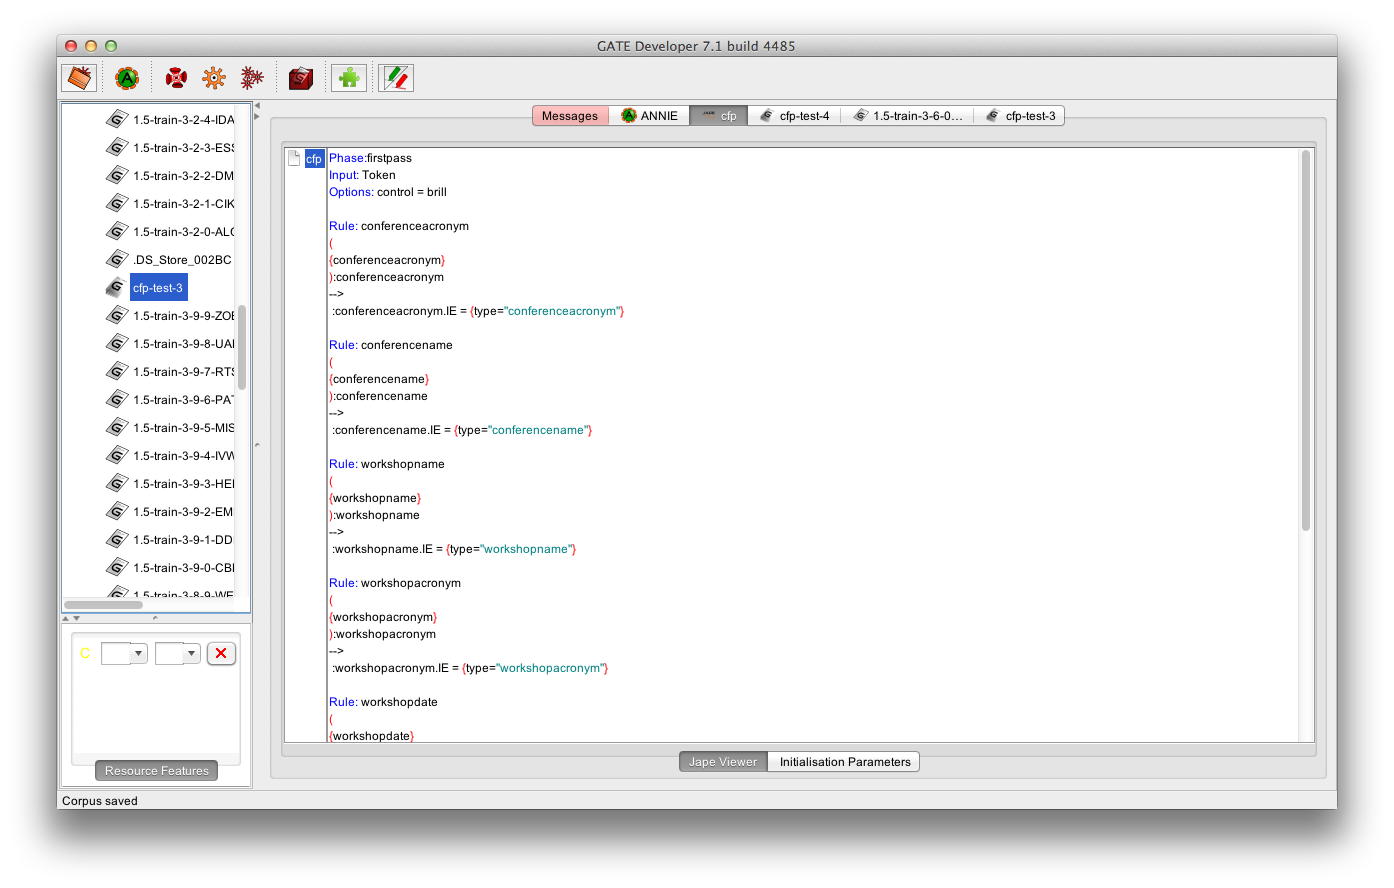 GATE Developer 7.1 build 4485
1.5-train-3-2-4-IDA
1.5-train-3-2-3-ES
1.5-train-3-2-2-DM
1.5-train-3-2-1-CIK
1.5-train-3-2-0-AL
.DS_Store_002BC
cfp-test-3
1.5-train-3-9-9-ZO
1.5-train-3-9-8-UA
1.5-train-3-9-7-RT
1.5-train-3-9-6-PA
1.5-train-3-9-5-MIS
1.5-train-3-9-4-IVW
1.5-train-3-9-3-HE
1.5-train-3-9-2-EM
1.5-train-3-9-1-DD
1.5-train-3-9-0-CB
1.5-train-3-8-9-WE
C
Resource Features
Messages
ANNIE
cfp
cfp-test-4
1.5-train-3-6-0...
cfp-test-3
cfp
Phase:firstpass
Input: Token
Options: control = brill
Rule: conferenceacronym
(
{conferenceacronym}
):conferenceacronym
-->
:conferenceacronym.IE = {type="conferenceacronym"}
Rule: conferencename
(
{conferencename}
):conferencename
-->
:conferencename.IE = {type="conferencename"}
Rule: workshopname
(
{workshopname}
):workshopname
-->
:workshopname.IE = {type="workshopname"}
Rule: workshopacronym
(
{workshopacronym}
):workshopacronym
-->
:workshopacronym.IE = {type="workshopacronym"}
Rule: workshopdate
(
{workshopdate}
Jape Viewer
Initialisation Parameters
Corpus saved